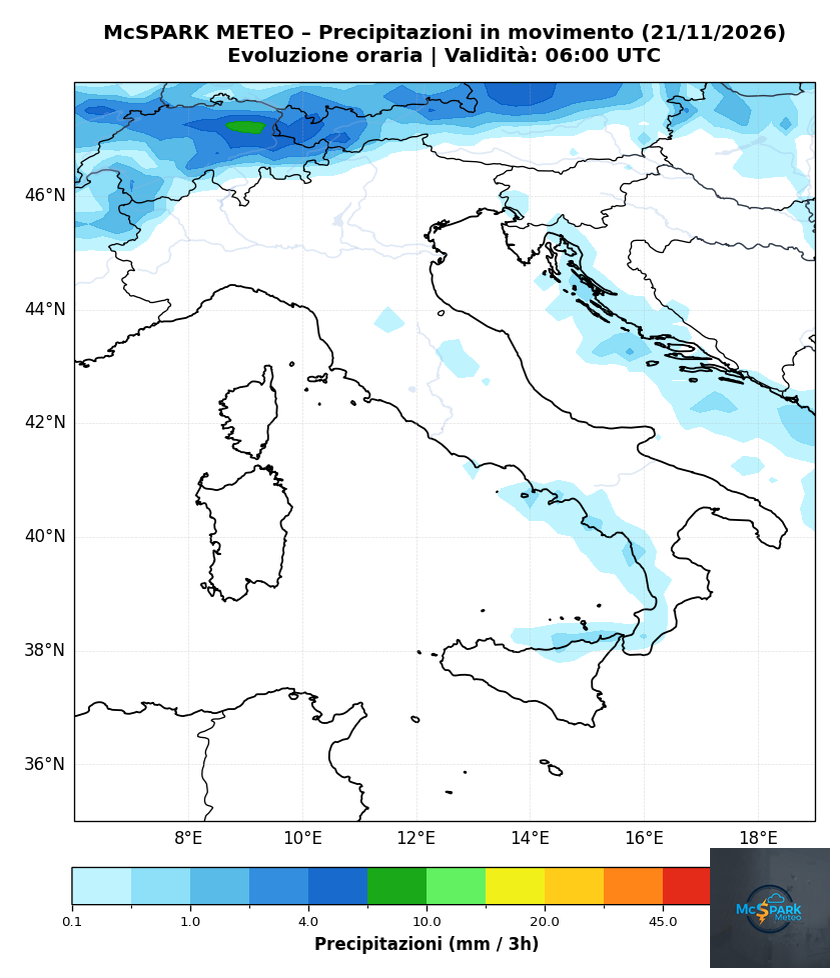 McSPARK METEO – Precipitazioni in movimento (21/11/2026)
Evoluzione oraria | Validità: 06:00 UTC
46°N
44°N
42°N
40°N
38°N
36°N
8°E 10°E 12°E 14°E 16°E 18°E
0.1 1.0 4.0 10.0 20.0 45.0
Precipitazioni (mm / 3h)
McSPARK
Meteo